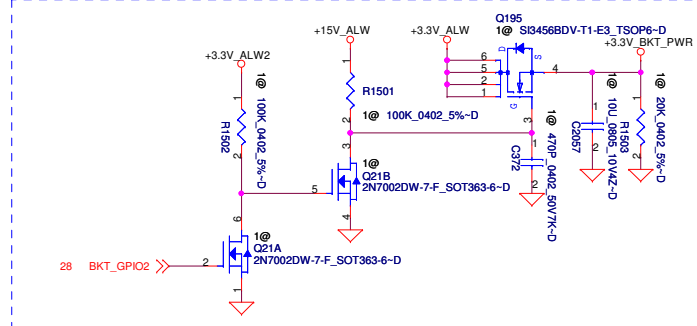 Q195
+15V_ALW
+3.3V_ALW
1@ SI3456BDV-T1-E3_TSOP6~D
+3.3V_BKT_PWR
+3.3V_ALW2
6
5
2
1
D
S
G
4
3
1
R1501
2
1@ 100K_0402_5%~D
1
R1502
2
1@
100K_0402_5%~D
1
C372
2
1@
470P_0402_50V7K~D
1
C2057
2
1@
10U_0805_10V4Z~D
1
R1503
2
1@
20K_0402_5%~D
3
5
4
1@
Q21B
2N7002DW-7-F_SOT363-6~D
6
2
1
1@
Q21A
2N7002DW-7-F_SOT363-6~D
28 BKT_GPIO2